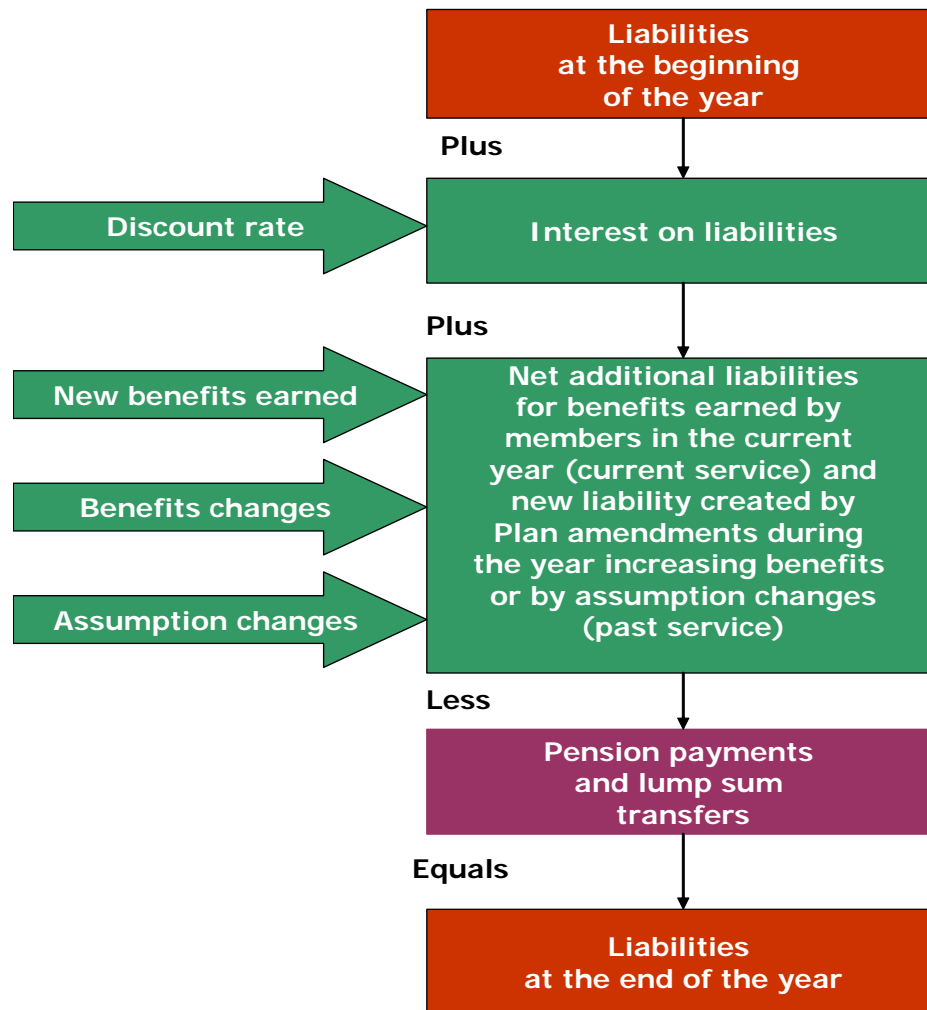 Liabilities
at the beginning
of the year
Plus
Discount rate
Interest on liabilities
Plus
New benefits earned
Benefits changes
Assumption changes
Net additional liabilities
for benefits earned by
members in the current
year (current service) and
new liability created by
Plan amendments during
the year increasing benefits
or by assumption changes
(past service)
Less
Pension payments
and lump sum
transfers
Equals
Liabilities
at the end of the year